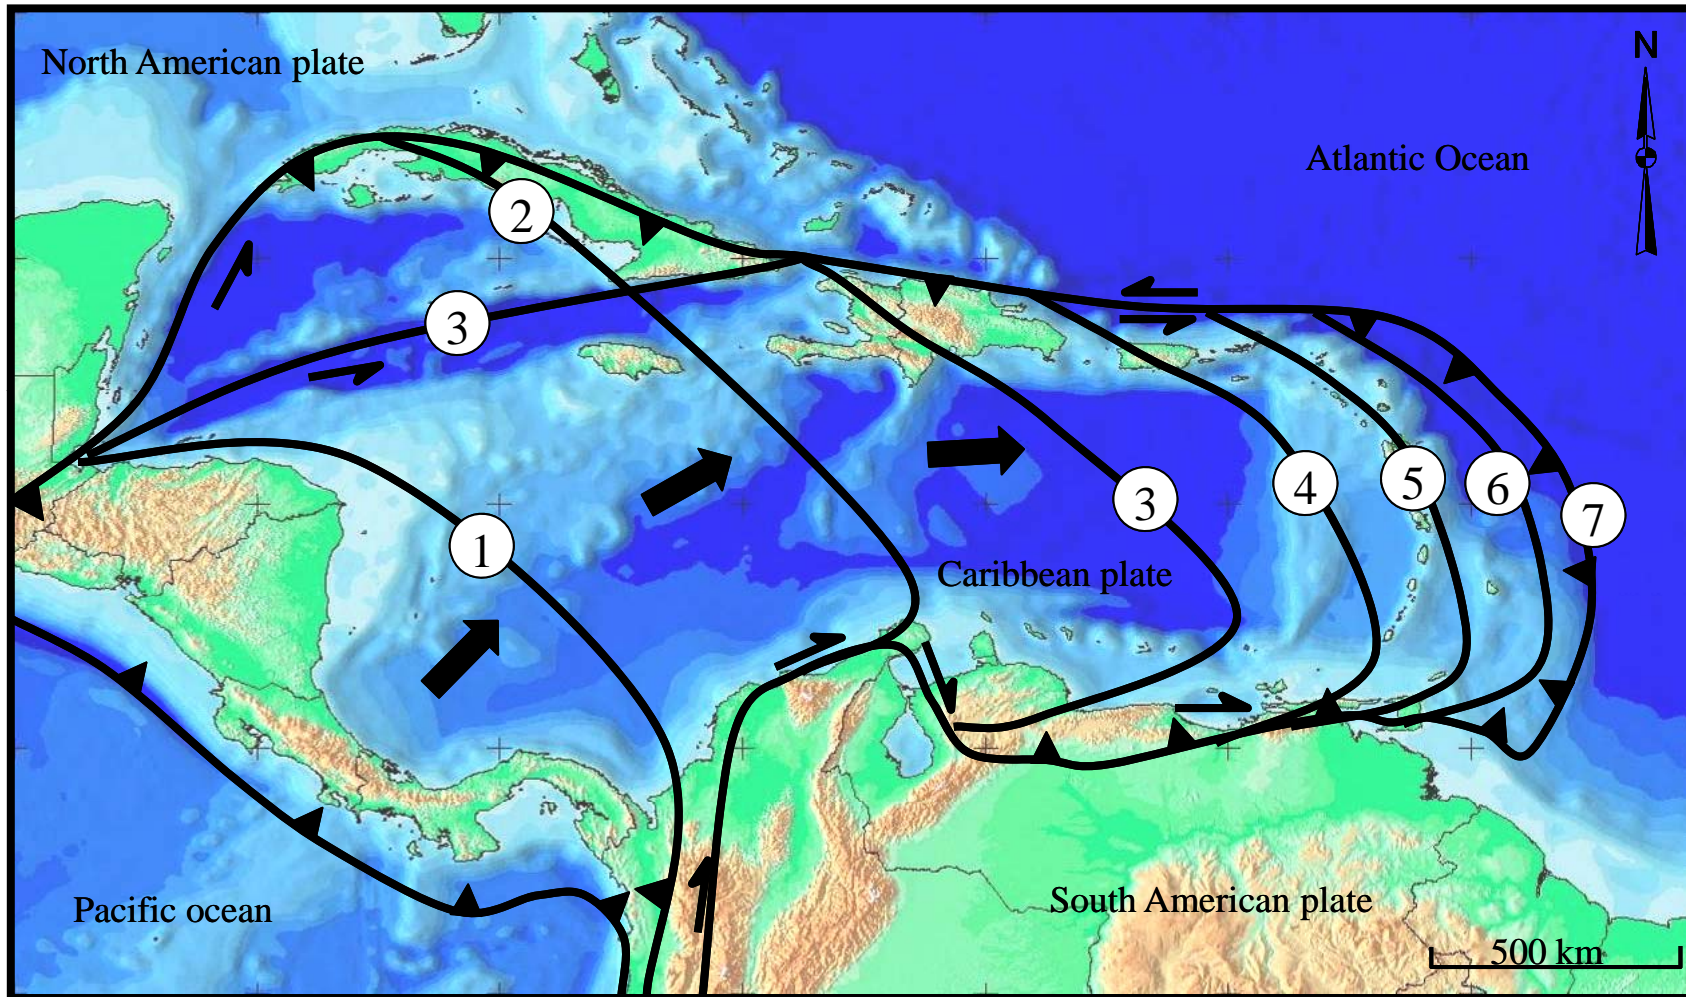 N
North American plate
Atlantic Ocean
2
3
1
3
4
5
6
7
Caribbean plate
Pacific ocean
South American plate
500 km